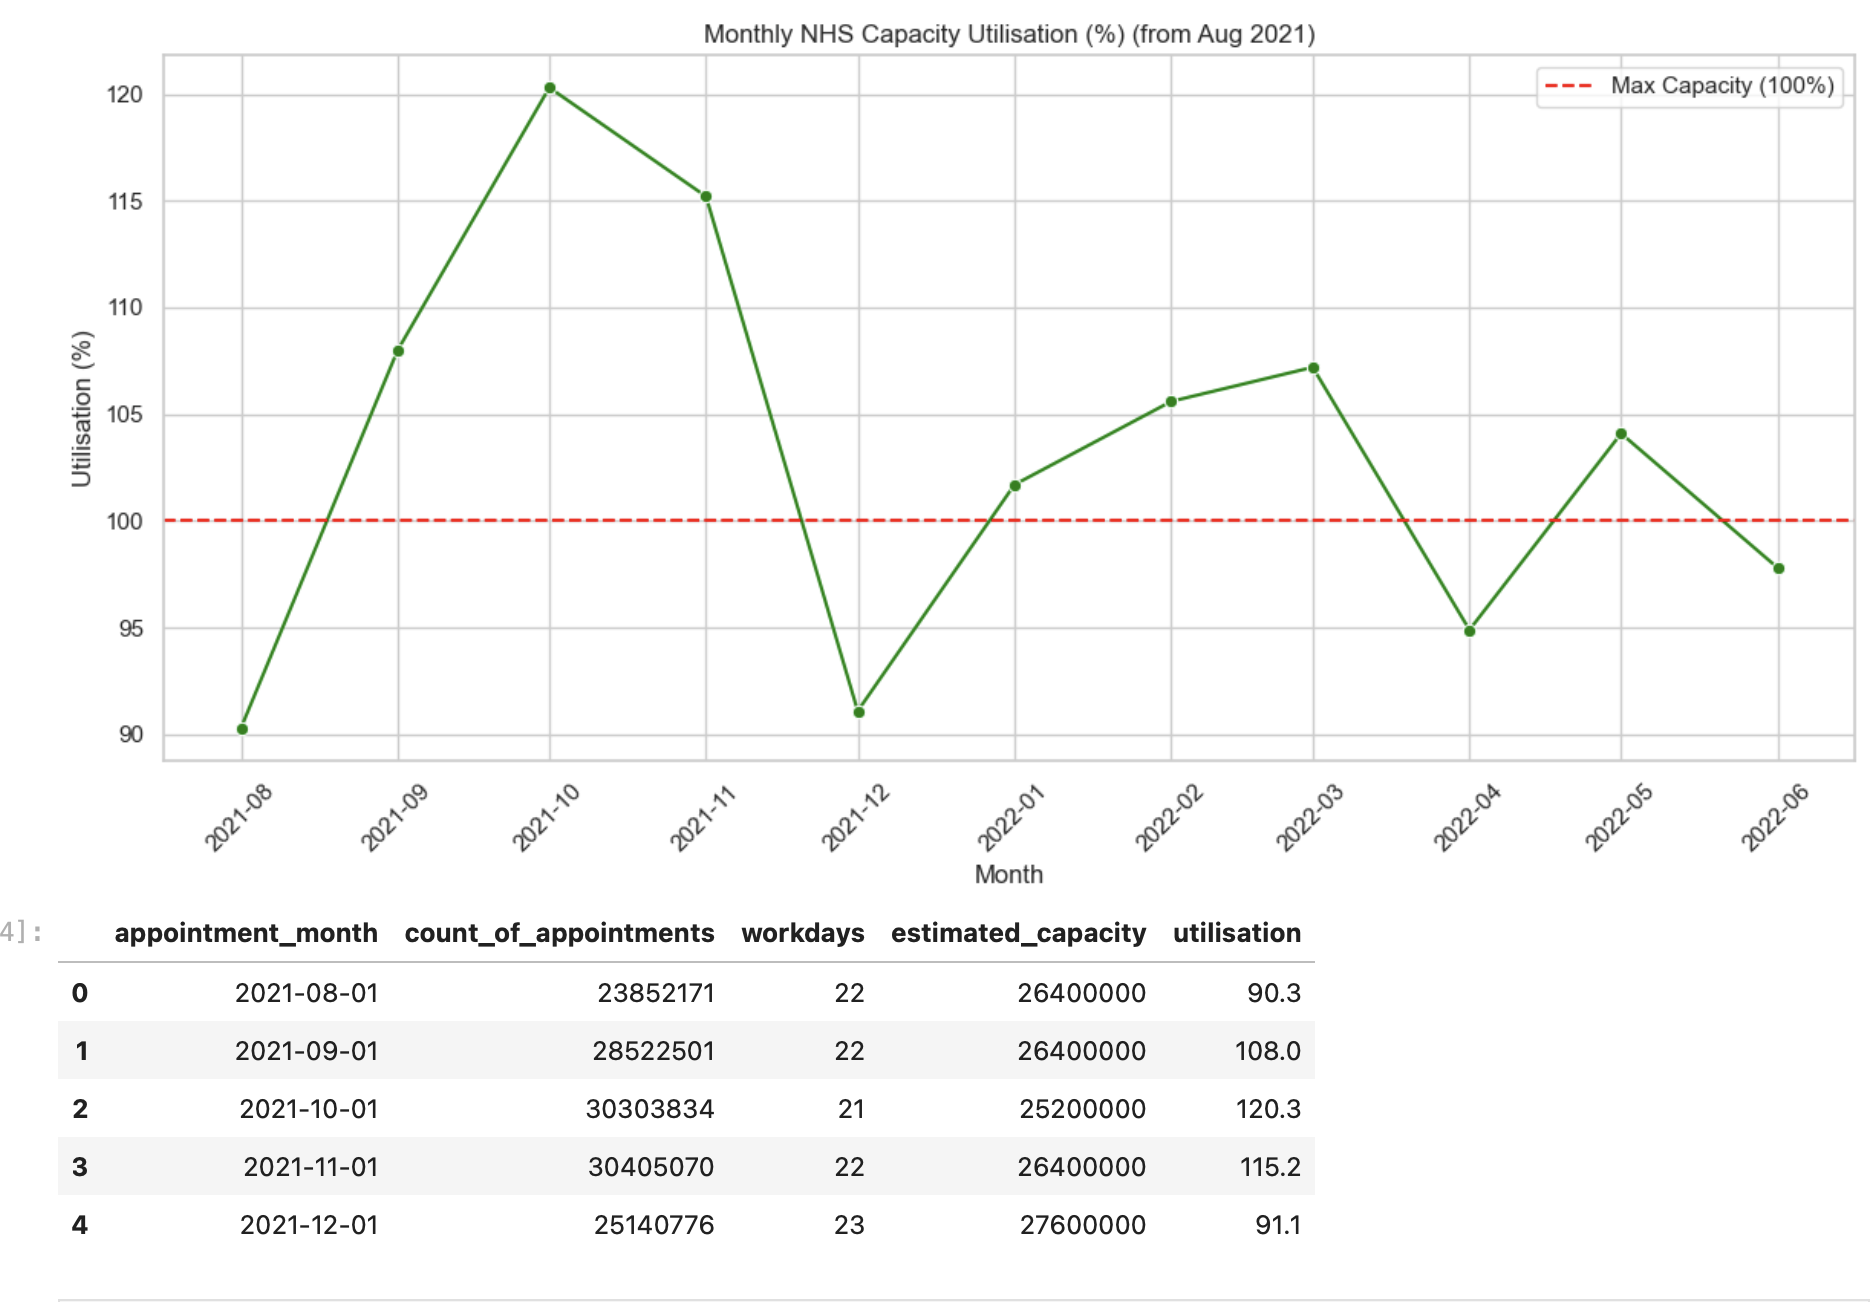 Monthly NHS Capacity Utilisation (%) (from Aug 2021)
Max Capacity (100%)
120
115
110
105
100
95
90
Utilisation (%)
2021-08
2021-09
2021-10
2021-11
2021-12
2022-01
2022-02
2022-03
2022-04
2022-05
2022-06
Month
4]:
appointment_month count_of_appointments workdays estimated_capacity utilisation
0 2021-08-01 23852171 22 26400000 90.3
1 2021-09-01 28522501 22 26400000 108.0
2 2021-10-01 30303834 21 25200000 120.3
3 2021-11-01 30405070 22 26400000 115.2
4 2021-12-01 25140776 23 27600000 91.1